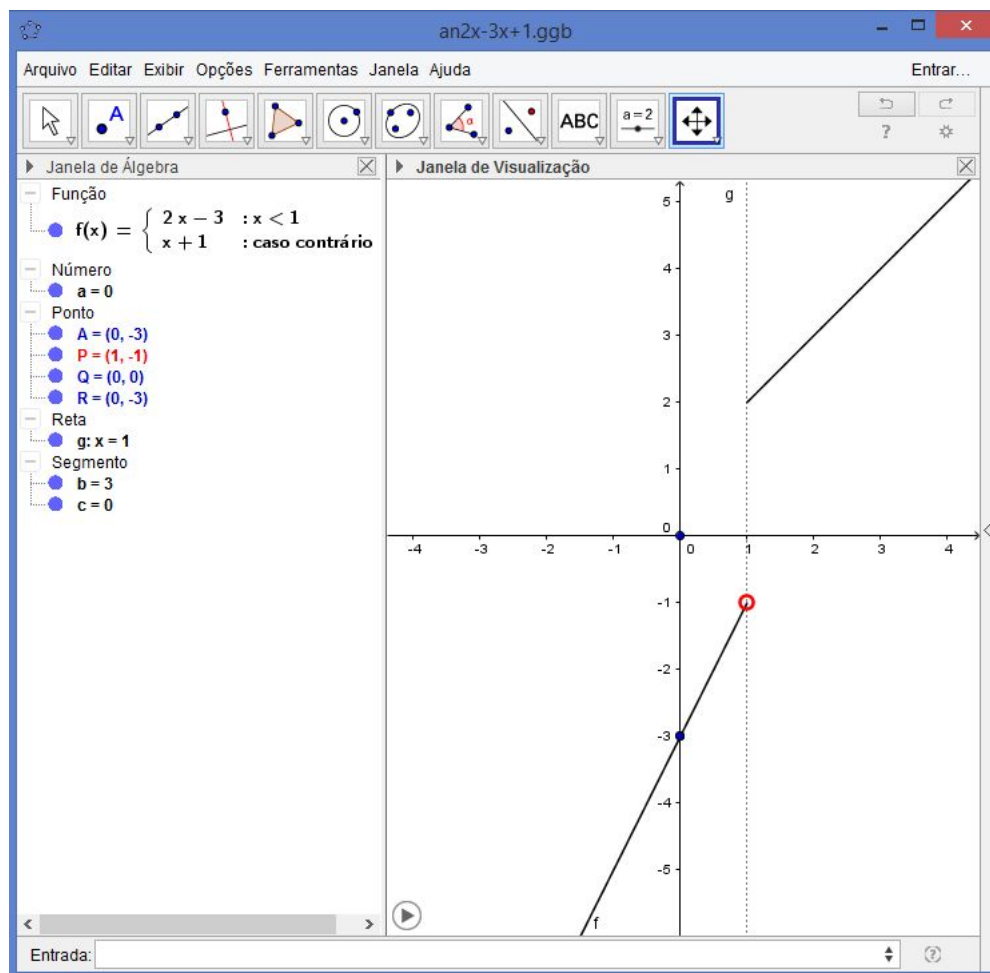 an2x-3x+1.ggb
Arquivo Editar Exibir Opções Ferramentas Janela Ajuda Entrar...
A α ABC a=2
?
Janela de Álgebra
Função
f(x) = { 2 x − 3 : x < 1
x + 1 : caso contrário
Número
a = 0
Ponto
A = (0, -3)
P = (1, -1)
Q = (0, 0)
R = (0, -3)
Reta
g: x = 1
Segmento
b = 3
c = 0
Janela de Visualização
g
5
4
3
2
1
0
-4 -3 -2 -1 0 1 2 3 4
-1
-2
-3
-4
-5
f
Entrada: ?